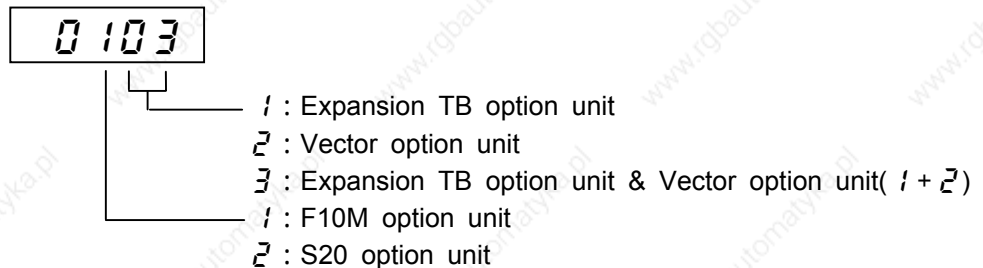 0103
1 : Expansion TB option unit
2 : Vector option unit
3 : Expansion TB option unit & Vector option unit( 1 + 2 )
1 : F10M option unit
2 : S20 option unit